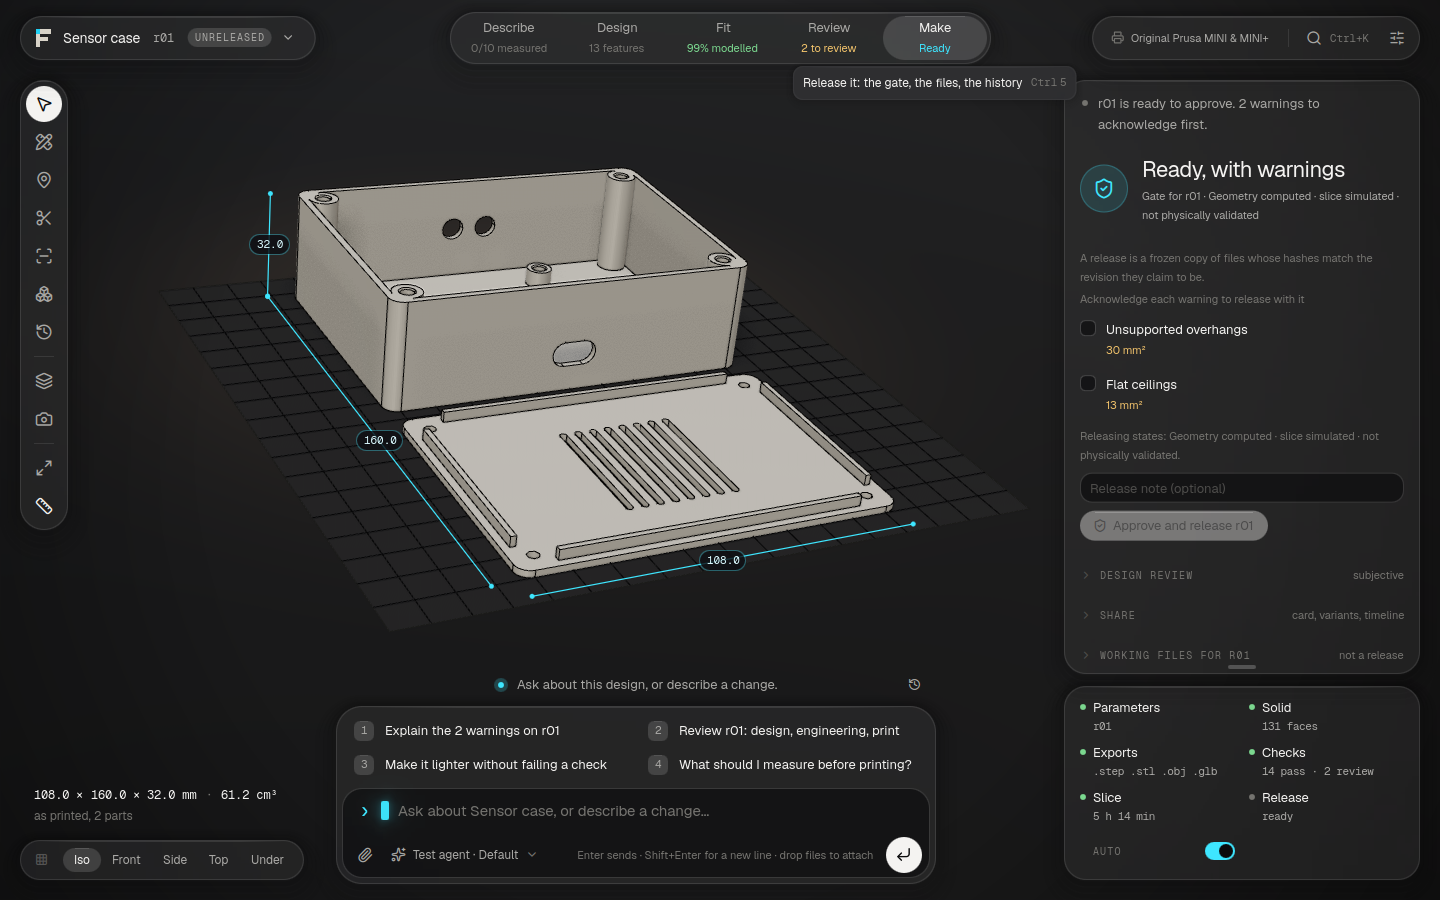 Sensor case r01 UNRELEASED
Describe
0/10 measured
Design
13 features
Fit
99% modelled
Review
2 to review
Make
Ready
Original Prusa MINI & MINI+
Ctrl+K
Release it: the gate, the files, the history Ctrl 5
r01 is ready to approve. 2 warnings to
acknowledge first.
Ready, with warnings
Gate for r01 · Geometry computed · slice simulated ·
not physically validated
A release is a frozen copy of files whose hashes match the
revision they claim to be.
Acknowledge each warning to release with it
Unsupported overhangs
30 mm²
Flat ceilings
13 mm²
Releasing states: Geometry computed · slice simulated · not
physically validated.
Release note (optional)
Approve and release r01
DESIGN REVIEW subjective
SHARE card, variants, timeline
WORKING FILES FOR R01 not a release
32.0
160.0
108.0
Ask about this design, or describe a change.
1 Explain the 2 warnings on r01
2 Review r01: design, engineering, print
3 Make it lighter without failing a check
4 What should I measure before printing?
Ask about Sensor case, or describe a change...
Test agent · Default
Enter sends · Shift+Enter for a new line · drop files to attach
108.0 × 160.0 × 32.0 mm · 61.2 cm³
as printed, 2 parts
Iso Front Side Top Under
Parameters
r01
Solid
131 faces
Exports
.step .stl .obj .glb
Checks
14 pass · 2 review
Slice
5 h 14 min
Release
ready
AUTO